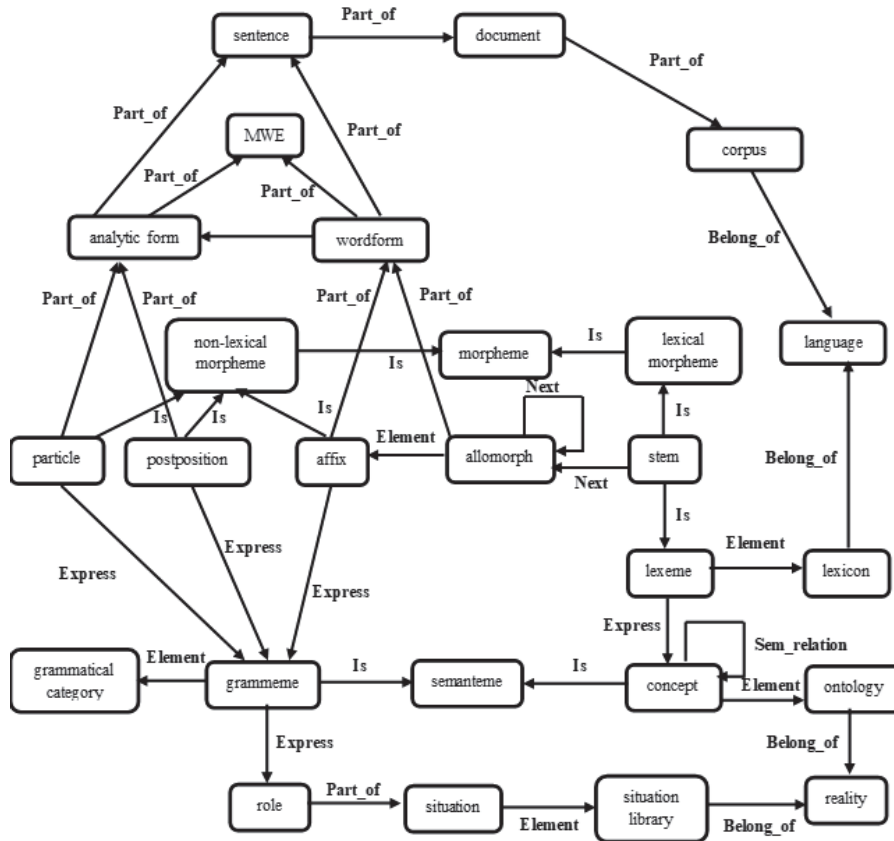 Part_of
sentence
document
Part_of
Part_of
MWE
Part_of
corpus
Part_of
Part_of
analytic form
wordform
Belong_of
Part_of
Part_of
Part_of
Part_of
non-lexical
morpheme
Is
morpheme
Is
lexical
morpheme
language
Next
Is
Is
Is
Is
particle
postposition
affix
Element
allomorph
stem
Next
Belong_of
Is
Express
Express
Express
Element
lexeme
lexicon
Express
Sem_relation
grammatical
category
Element
grammeme
Is
semanteme
Is
concept
Element
ontology
Express
Belong_of
role
Part_of
situation
Element
situation
library
Belong_of
reality